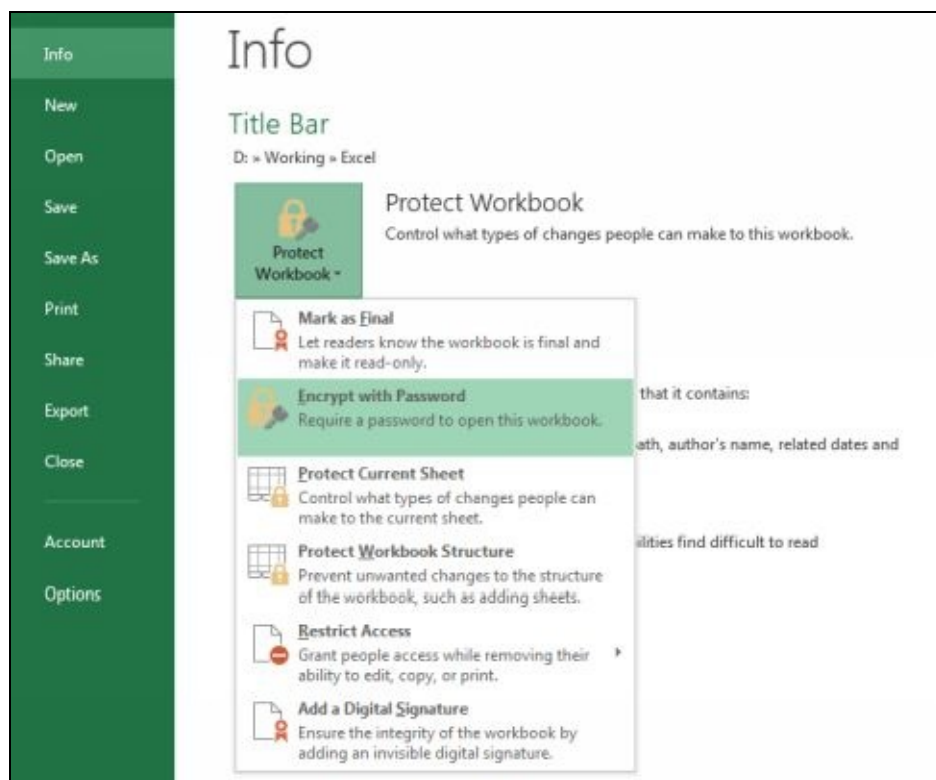 Info
New
Open
Save
Save As
Print
Share
Export
Close
Account
Options
Info
Title Bar
D: » Working » Excel
Protect
Workbook
Protect Workbook
Control what types of changes people can make to this workbook.
Mark as Final
Let readers know the workbook is final and
make it read-only.
Encrypt with Password
Require a password to open this workbook.
Protect Current Sheet
Control what types of changes people can
make to the current sheet.
Protect Workbook Structure
Prevent unwanted changes to the structure
of the workbook, such as adding sheets.
Restrict Access
Grant people access while removing their
ability to edit, copy, or print.
Add a Digital Signature
Ensure the integrity of the workbook by
adding an invisible digital signature.
that it contains:
author's name, related dates and
find difficult to read